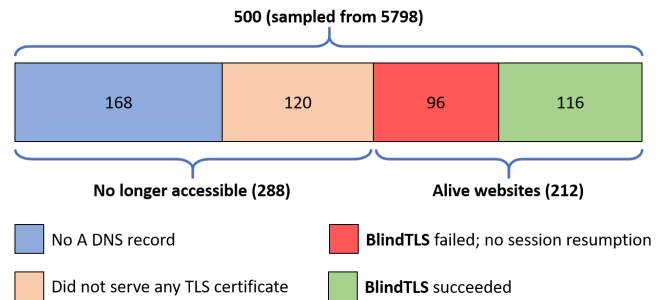 500 (sampled from 5798)
168
120
96
116
No longer accessible (288)
Alive websites (212)
No A DNS record
BlindTLS failed; no session resumption
Did not serve any TLS certificate
BlindTLS succeeded